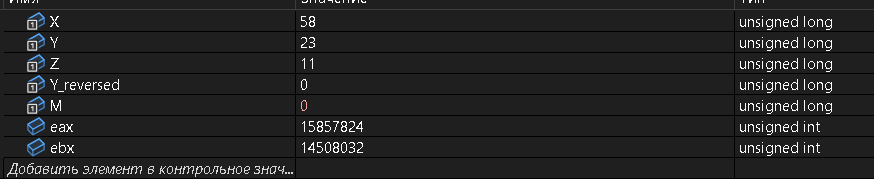 Имя Значение Тип
X 58 unsigned long
Y 23 unsigned long
Z 11 unsigned long
Y_reversed 0 unsigned long
M 0 unsigned long
eax 15857824 unsigned int
ebx 14508032 unsigned int
Добавить элемент в контрольное знач...